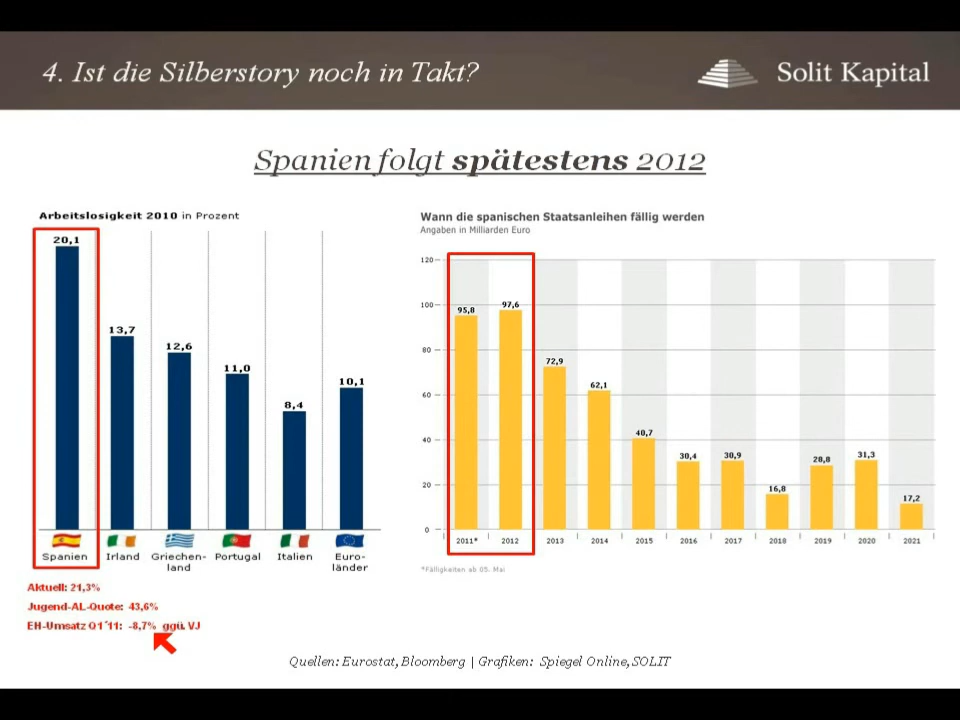 4. Ist die Silberstory noch in Takt?
Solit Kapital
Spanien folgt spätestens 2012
Arbeitslosigkeit 2010 in Prozent
20,1
13,7
12,6
11,0
8,4
10,1
Spanien
Irland
Griechen-
land
Portugal
Italien
Euro-
länder
Aktuell: 21,3%
Jugend-AL-Quote: 43,6%
EH-Umsatz Q1´11: -8,7% ggü. VJ
Wann die spanischen Staatsanleihen fällig werden
Angaben in Milliarden Euro
120
100
80
60
40
20
0
95,8
97,6
72,9
62,1
40,7
30,4
30,9
16,8
28,8
31,3
17,2
2011*
2012
2013
2014
2015
2016
2017
2018
2019
2020
2021
*Fälligkeiten ab 05. Mai
Quellen: Eurostat, Bloomberg | Grafiken: Spiegel Online, SOLIT